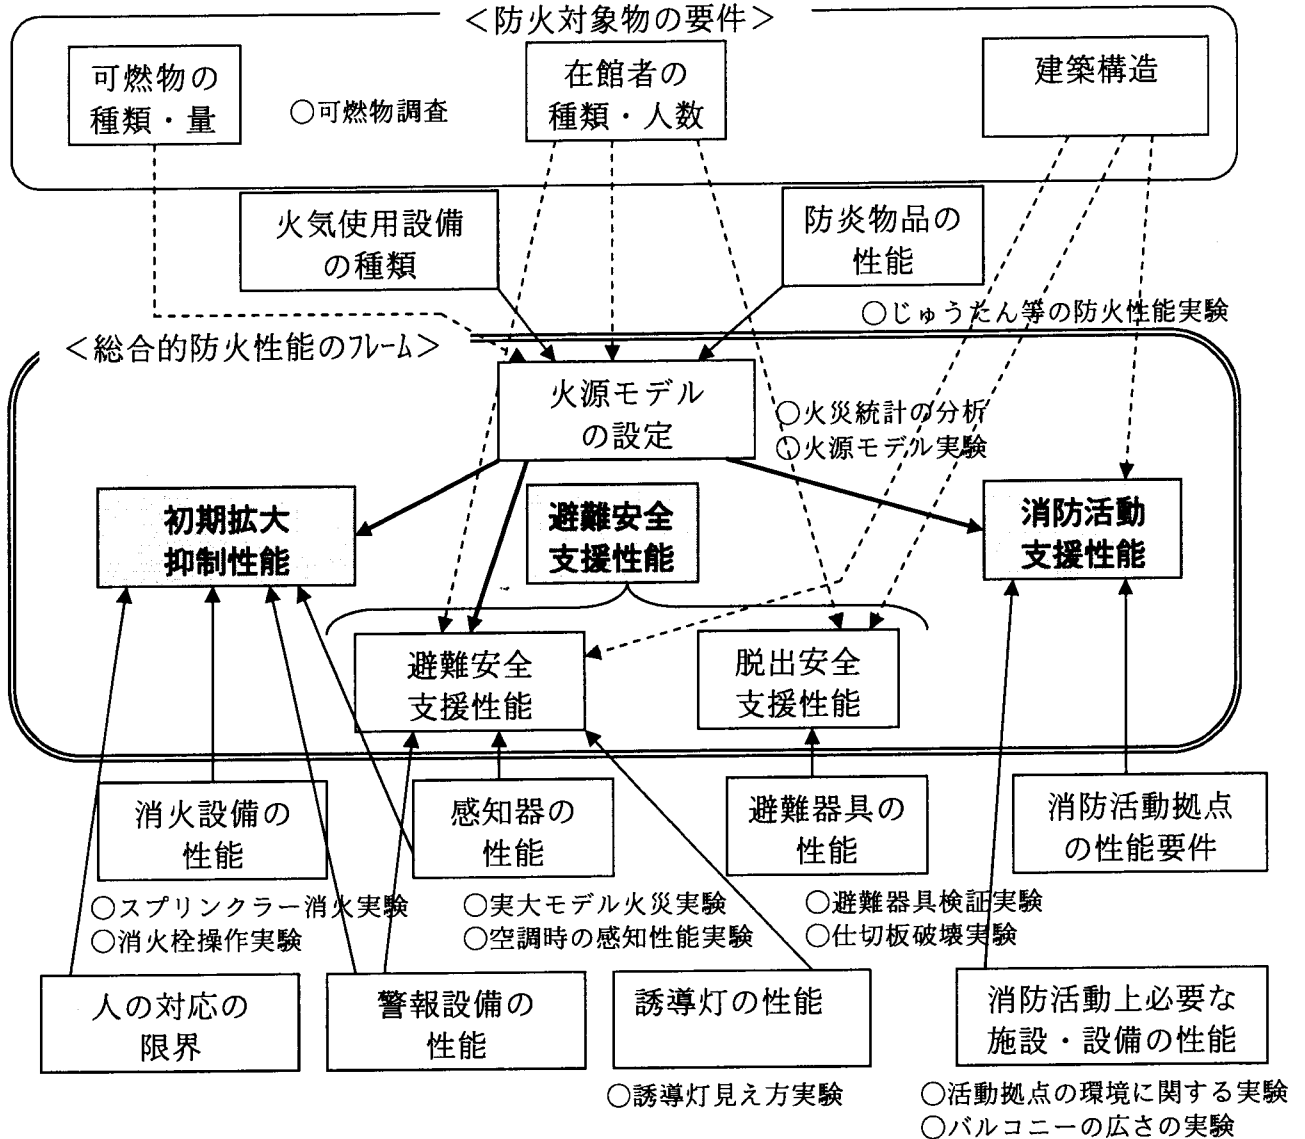 ＜防火対象物の要件＞
可燃物の
種類・量
○可燃物調査
在館者の
種類・人数
建築構造
火気使用設備
の種類
防炎物品の
性能
○じゅうたん等の防火性能実験
＜総合的防火性能のﾌﾚｰﾑ＞
火源モデル
の設定
○火災統計の分析
○火源モデル実験
初期拡大
抑制性能
避難安全
支援性能
消防活動
支援性能
避難安全
支援性能
脱出安全
支援性能
消火設備の
性能
感知器の
性能
避難器具の
性能
消防活動拠点
の性能要件
○スプリンクラー消火実験
○消火栓操作実験
○実大モデル火災実験
○空調時の感知性能実験
○避難器具検証実験
○仕切板破壊実験
人の対応の
限界
警報設備の
性能
誘導灯の性能
消防活動上必要な
施設・設備の性能
○誘導灯見え方実験
○活動拠点の環境に関する実験
○バルコニーの広さの実験